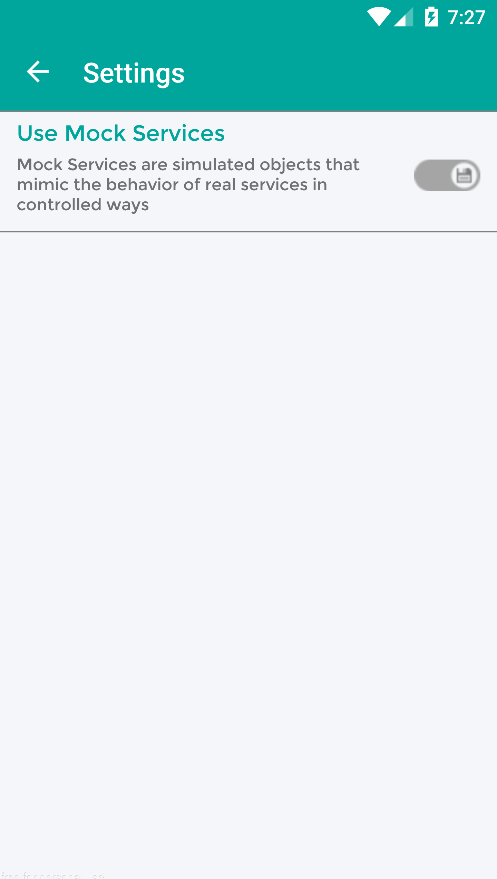 7:27
Settings
Use Mock Services
Mock Services are simulated objects that
mimic the behavior of real services in
controlled ways